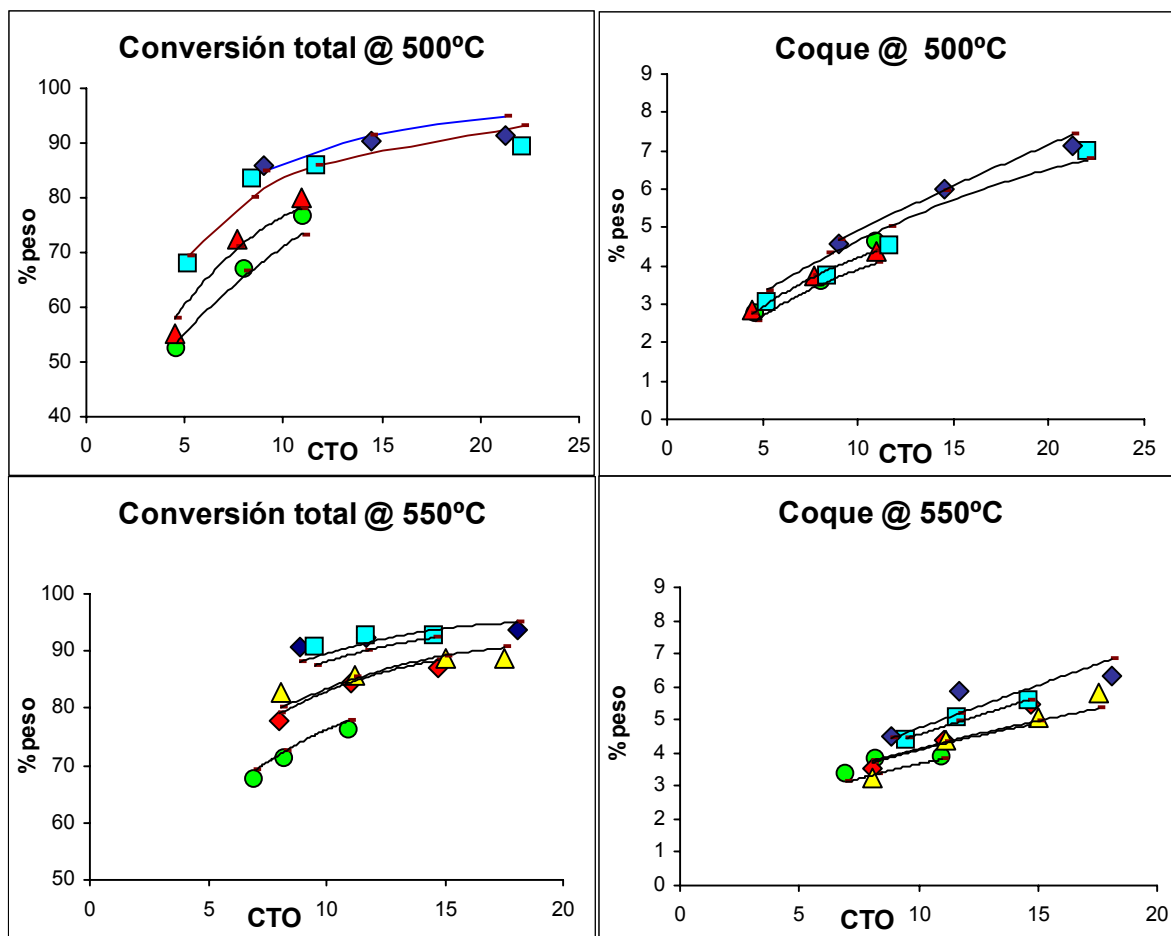 Conversión total @ 500ºC
%peso
100
90
80
70
60
50
40
0 5 10 15 20 25
CTO
Coque @ 500ºC
%peso
9
8
7
6
5
4
3
2
1
0
0 5 10 15 20 25
CTO
Conversión total @ 550ºC
%peso
100
90
80
70
60
50
0 5 10 15 20
CTO
Coque @ 550ºC
%peso
9
8
7
6
5
4
3
2
1
0
0 5 10 15 20
CTO